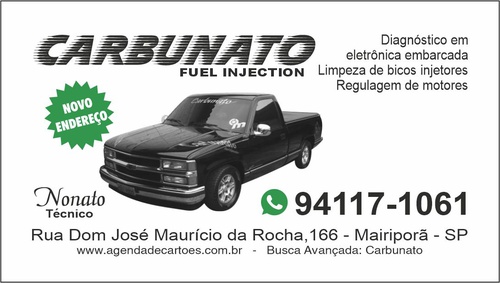 CARBUNATO
FUEL INJECTION
Diagnóstico em
eletrônica embarcada
Limpeza de bicos injetores
Regulagem de motores
NOVO
ENDEREÇO
Carbunato
Nonato
Técnico
94117-1061
Rua Dom José Maurício da Rocha,166 - Mairiporã - SP
www.agendadecartoes.com.br - Busca Avançada: Carbunato